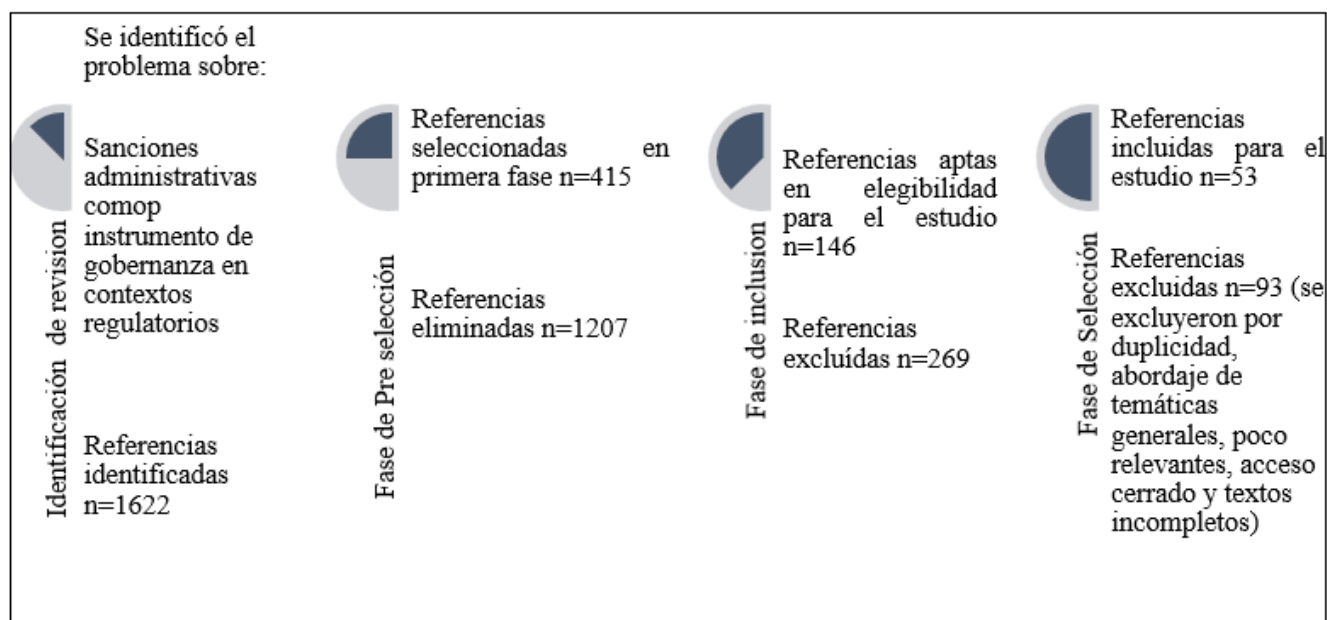 Se identificó el
problema sobre:
Sanciones
administrativas
comop
instrumento de
gobernanza en
contextos
regulatorios
Referencias
identificadas
n=1622
Identificación de revision
Referencias
seleccionadas en
primera fase n=415
Referencias
eliminadas n=1207
Fase de Pre selección
Referencias aptas
en elegibilidad
para el estudio
n=146
Referencias
excluídas n=269
Fase de inclusion
Referencias
incluidas para el
estudio n=53
Referencias
excluidas n=93 (se
excluyeron por
duplicidad,
abordaje de
temáticas
generales, poco
relevantes, acceso
cerrado y textos
incompletos)
Fase de Selección